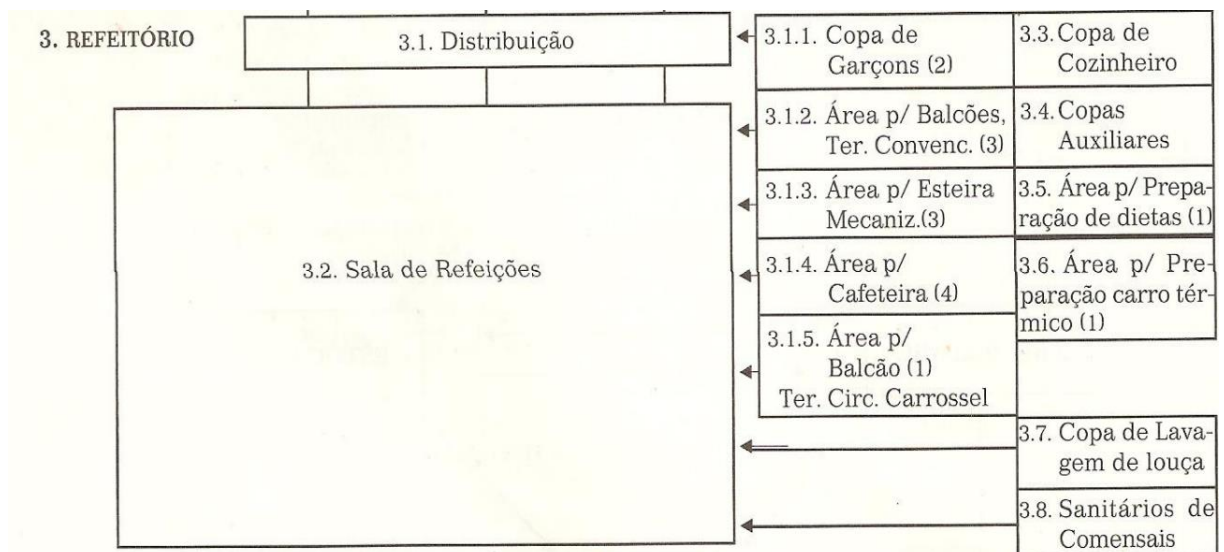 3. REFEITÓRIO
3.1. Distribuição
3.2. Sala de Refeições
3.1.1. Copa de
Garçons (2)
3.1.2. Área p/ Balcões,
Ter. Convenc. (3)
3.1.3. Área p/ Esteira
Mecaniz.(3)
3.1.4. Área p/
Cafeteira (4)
3.1.5. Área p/
Balcão (1)
Ter. Circ. Carrossel
3.3. Copa de
Cozinheiro
3.4. Copas
Auxiliares
3.5. Área p/ Prepa-
ração de dietas (1)
3.6. Área p/ Pre-
paração carro tér-
mico (1)
3.7. Copa de Lava-
gem de louça
3.8. Sanitários de
Comensais